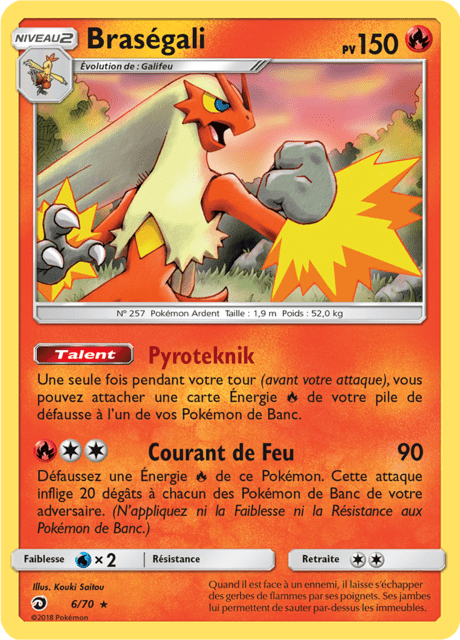 NIVEAU2
Braségali
PV150
Évolution de : Galifeu
N° 257 Pokémon Ardent Taille : 1,9 m Poids : 52,0 kg
Talent Pyroteknik
Une seule fois pendant votre tour (avant votre attaque), vous
pouvez attacher une carte Énergie de votre pile de
défausse à l'un de vos Pokémon de Banc.
Courant de Feu 90
Défaussez une Énergie de ce Pokémon. Cette attaque
inflige 20 dégâts à chacun des Pokémon de Banc de votre
adversaire. (N'appliquez ni la Faiblesse ni la Résistance aux
Pokémon de Banc.)
Faiblesse ×2 Résistance Retraite
Illus. Kouki Saitou
6/70 ★
©2018 Pokémon
Quand il est face à un ennemi, il laisse s'échapper
des gerbes de flammes par ses poignets. Ses jambes
lui permettent de sauter par-dessus les immeubles.